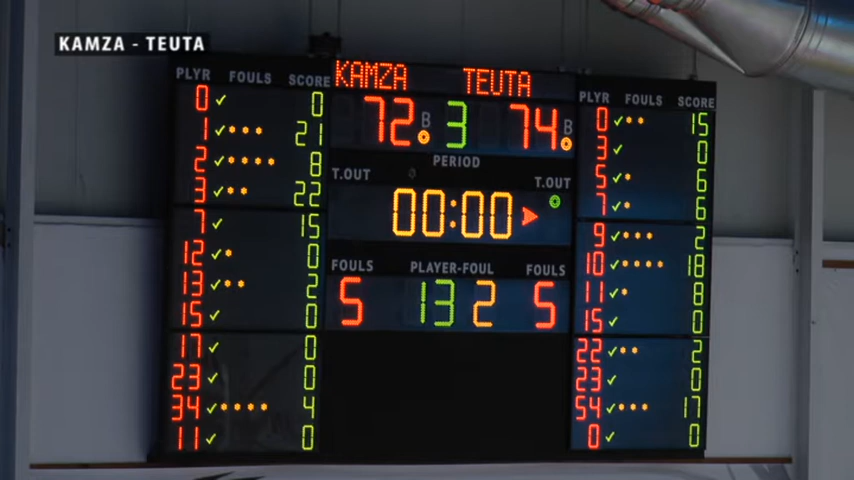 KAMZA - TEUTA
KAMZA TEUTA
72 B 3 74 B
PERIOD
T.OUT T.OUT
00:00
FOULS PLAYER-FOUL FOULS
5 13 2 5
PLYR FOULS SCORE
0 ✓ 0
1 ✓ 21
2 ✓ 8
3 ✓ 22
7 ✓ 15
12 ✓ 0
13 ✓ 2
15 ✓ 0
17 ✓ 0
23 ✓ 0
34 ✓ 4
11 ✓ 0
PLYR FOULS SCORE
0 ✓ 15
3 ✓ 0
5 ✓ 6
7 ✓ 6
9 ✓ 2
10 ✓ 18
11 ✓ 8
15 ✓ 0
22 ✓ 2
23 ✓ 0
54 ✓ 17
0 ✓ 0